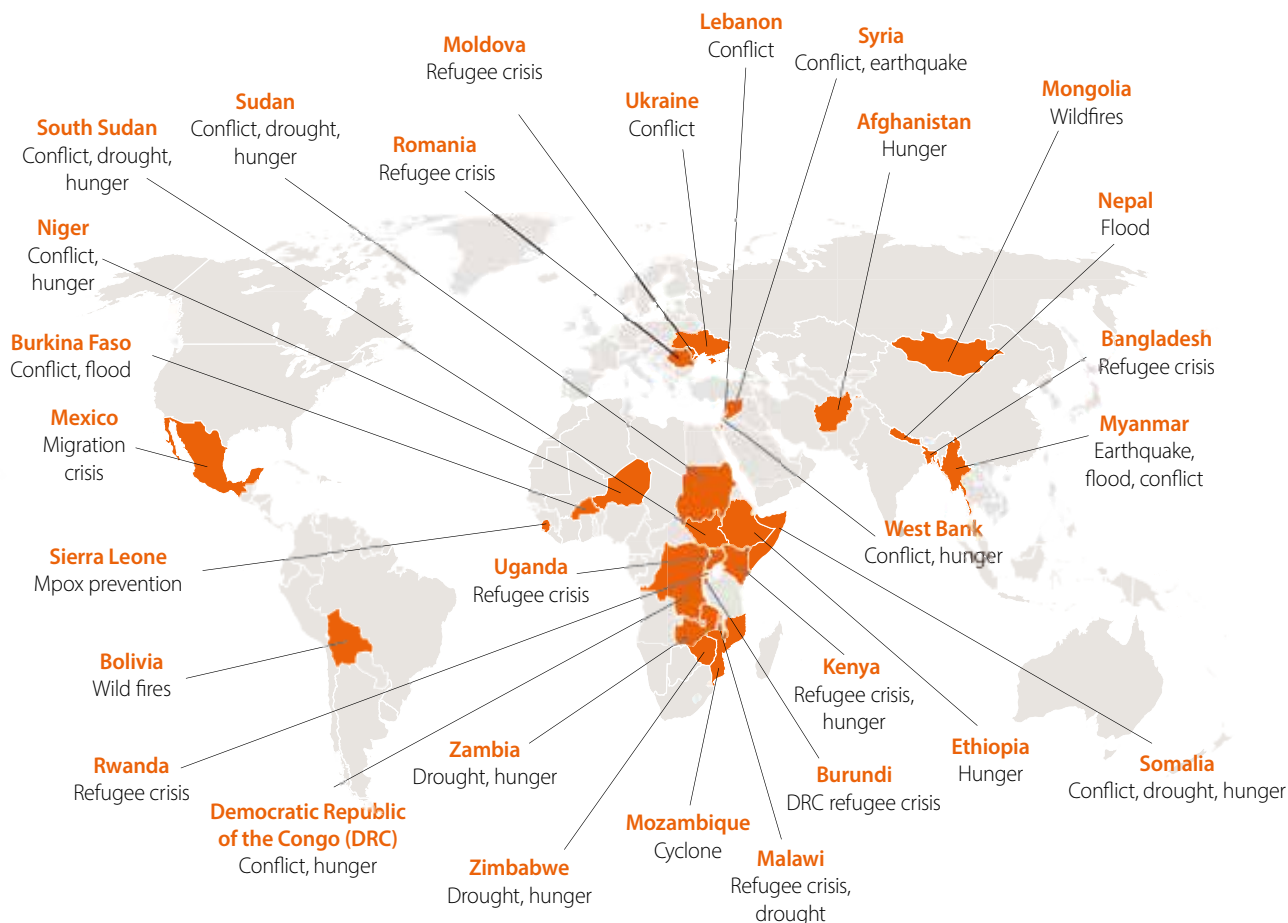 Lebanon
Conflict
Syria
Conflict, earthquake
Moldova
Refugee crisis
Mongolia
Wildfires
Sudan
Conflict, drought,
hunger
Ukraine
Conflict
Afghanistan
Hunger
South Sudan
Conflict, drought,
hunger
Romania
Refugee crisis
Nepal
Flood
Niger
Conflict,
hunger
Bangladesh
Refugee crisis
Burkina Faso
Conflict, flood
Mexico
Migration
crisis
Myanmar
Earthquake,
flood, conflict
West Bank
Conflict, hunger
Sierra Leone
Mpox prevention
Uganda
Refugee crisis
Bolivia
Wild fires
Kenya
Refugee crisis,
hunger
Ethiopia
Hunger
Somalia
Conflict, drought, hunger
Rwanda
Refugee crisis
Zambia
Drought, hunger
Burundi
DRC refugee crisis
Democratic Republic
of the Congo (DRC)
Conflict, hunger
Mozambique
Cyclone
Zimbabwe
Drought, hunger
Malawi
Refugee crisis,
drought